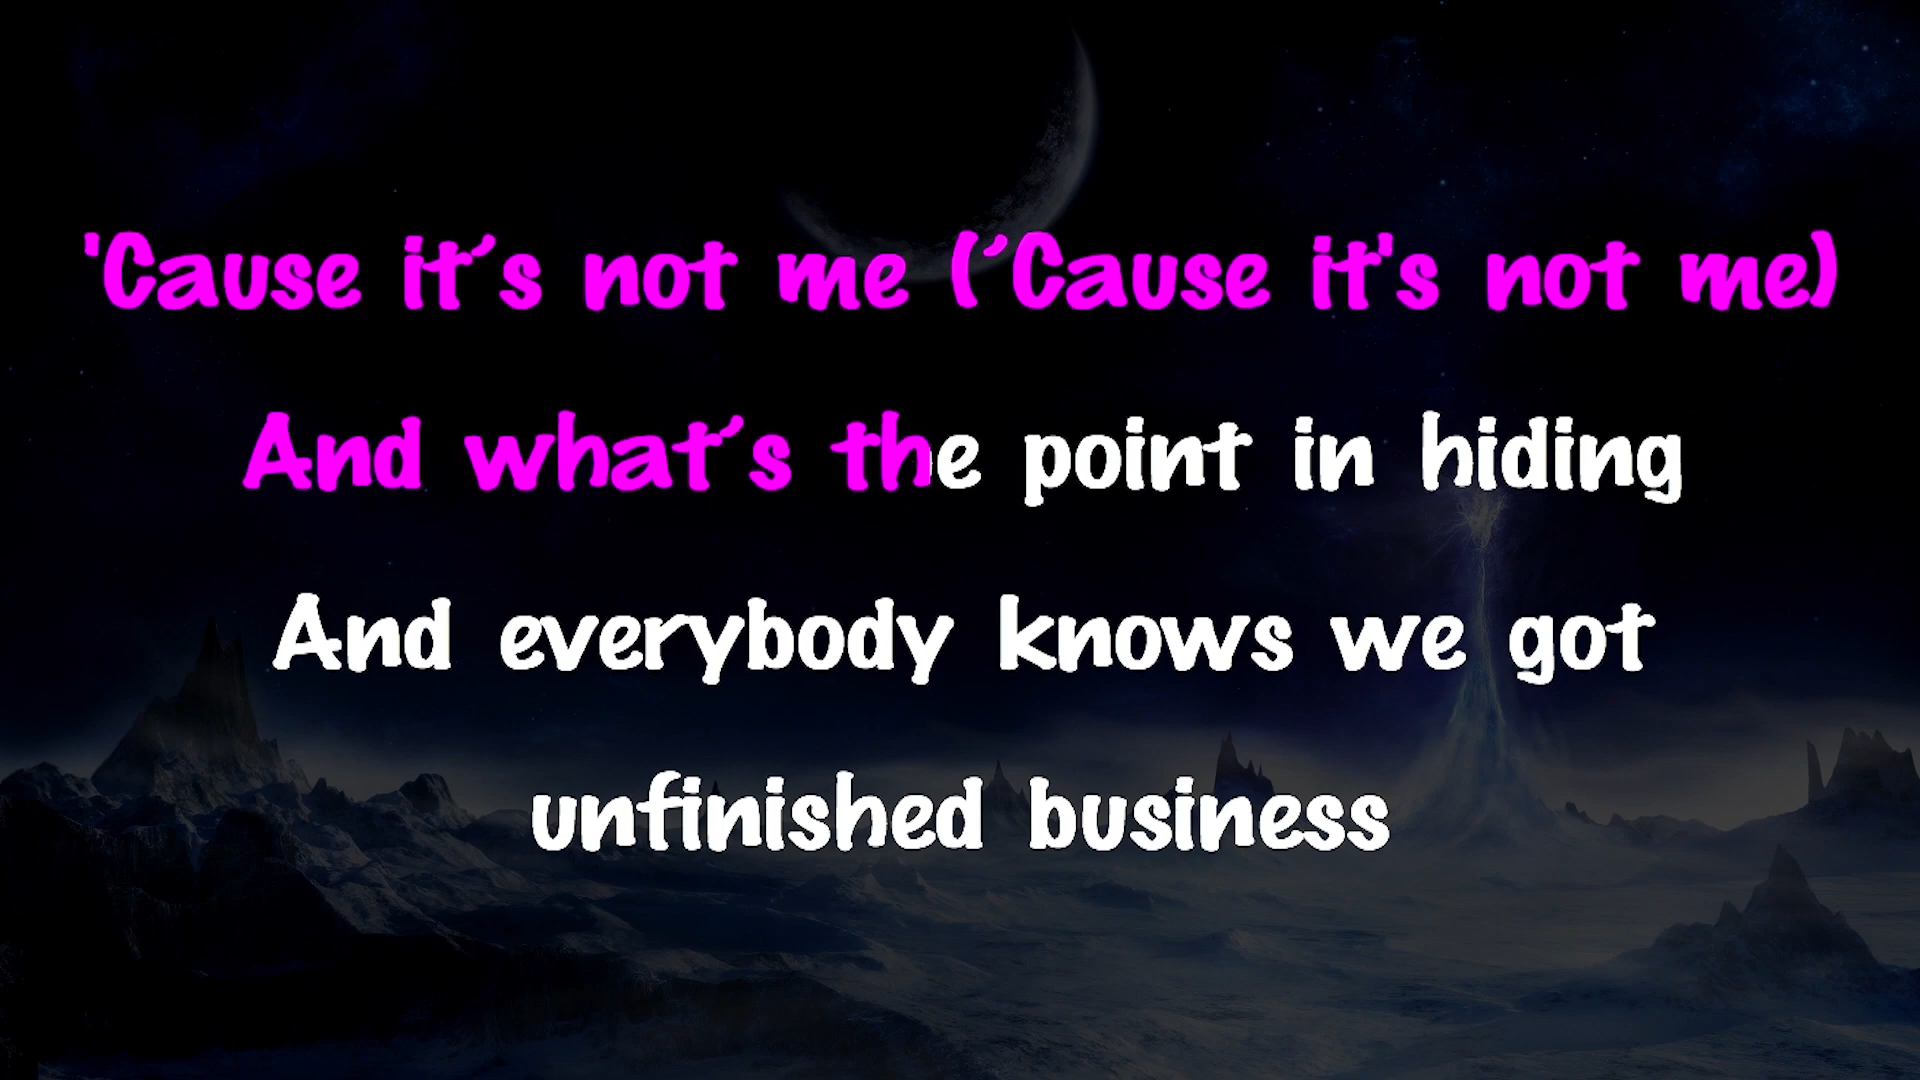 'Cause it's not me ('Cause it's not me)
And what's the point in hiding
And everybody knows we got
unfinished business